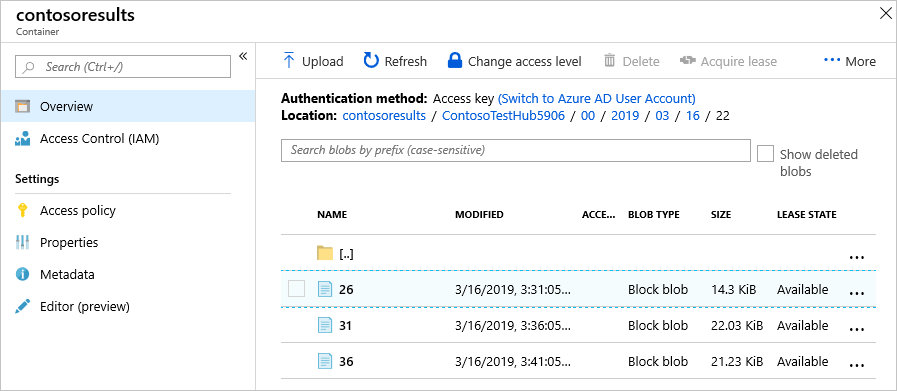 contosoresults
Container
Search (Ctrl+/)
Overview
Access Control (IAM)
Settings
Access policy
Properties
Metadata
Editor (preview)
Upload Refresh Change access level Delete Acquire lease ••• More
Authentication method: Access key (Switch to Azure AD User Account)
Location: contosoresults / ContosoTestHub5906 / 00 / 2019 / 03 / 16 / 22
Search blobs by prefix (case-sensitive)
Show deleted
blobs
NAME MODIFIED ACCE... BLOB TYPE SIZE LEASE STATE
[..] ...
26 3/16/2019, 3:31:05... Block blob 14.3 KiB Available ...
31 3/16/2019, 3:36:05... Block blob 22.03 KiB Available ...
36 3/16/2019, 3:41:05... Block blob 21.23 KiB Available ...